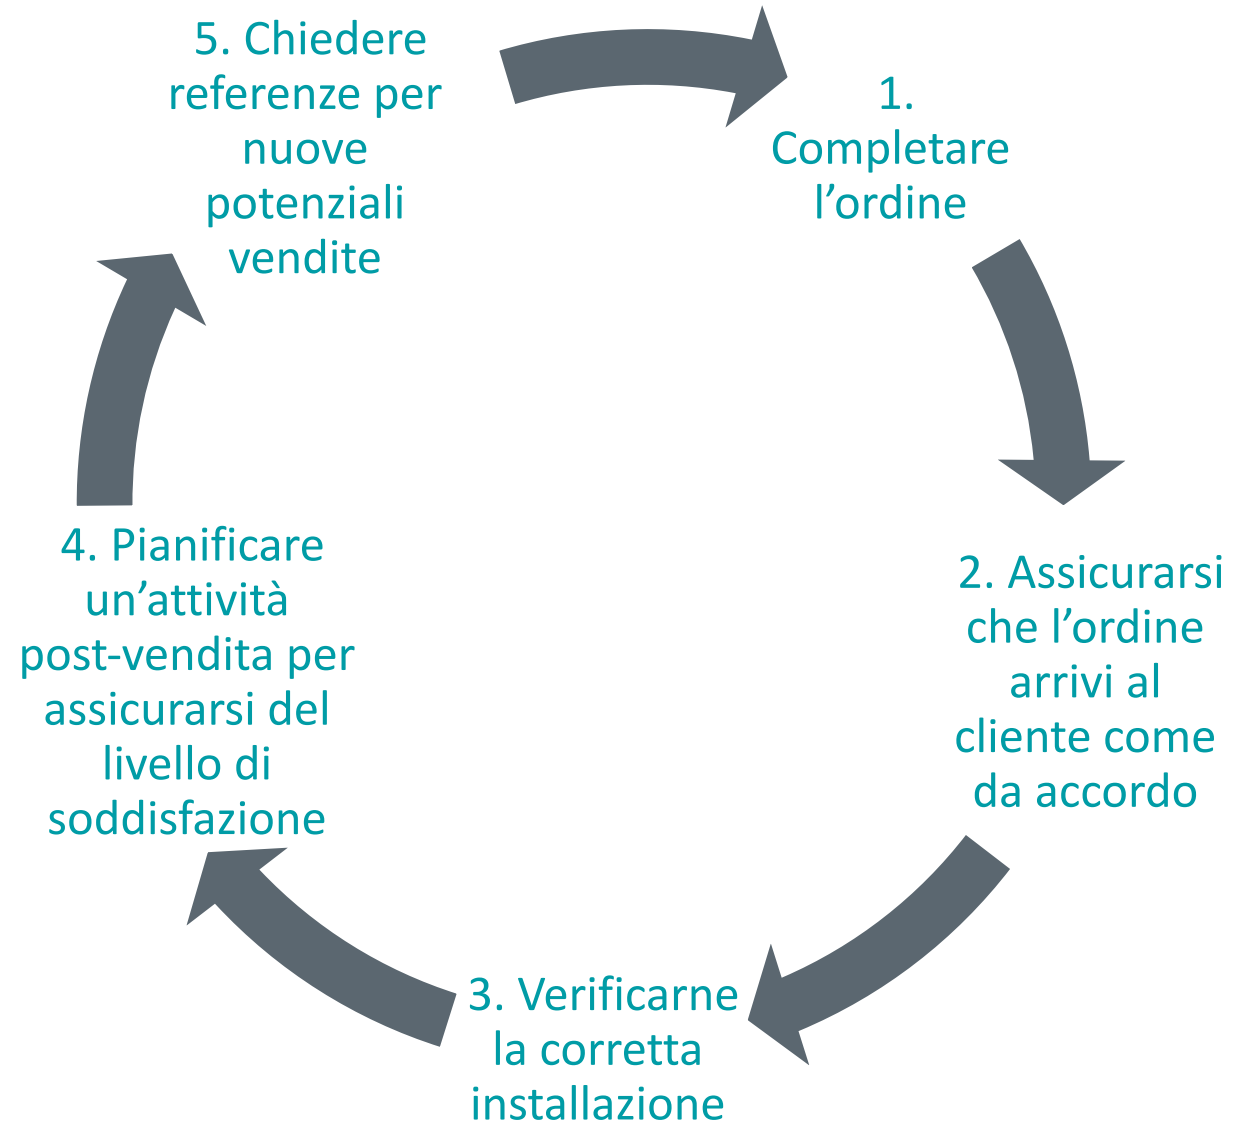 5. Chiedere
referenze per
nuove
potenziali
vendite
1.
Completare
l’ordine
2. Assicurarsi
che l’ordine
arrivi al
cliente come
da accordo
3. Verificarne
la corretta
installazione
4. Pianificare
un’attività
post-vendita per
assicurarsi del
livello di
soddisfazione